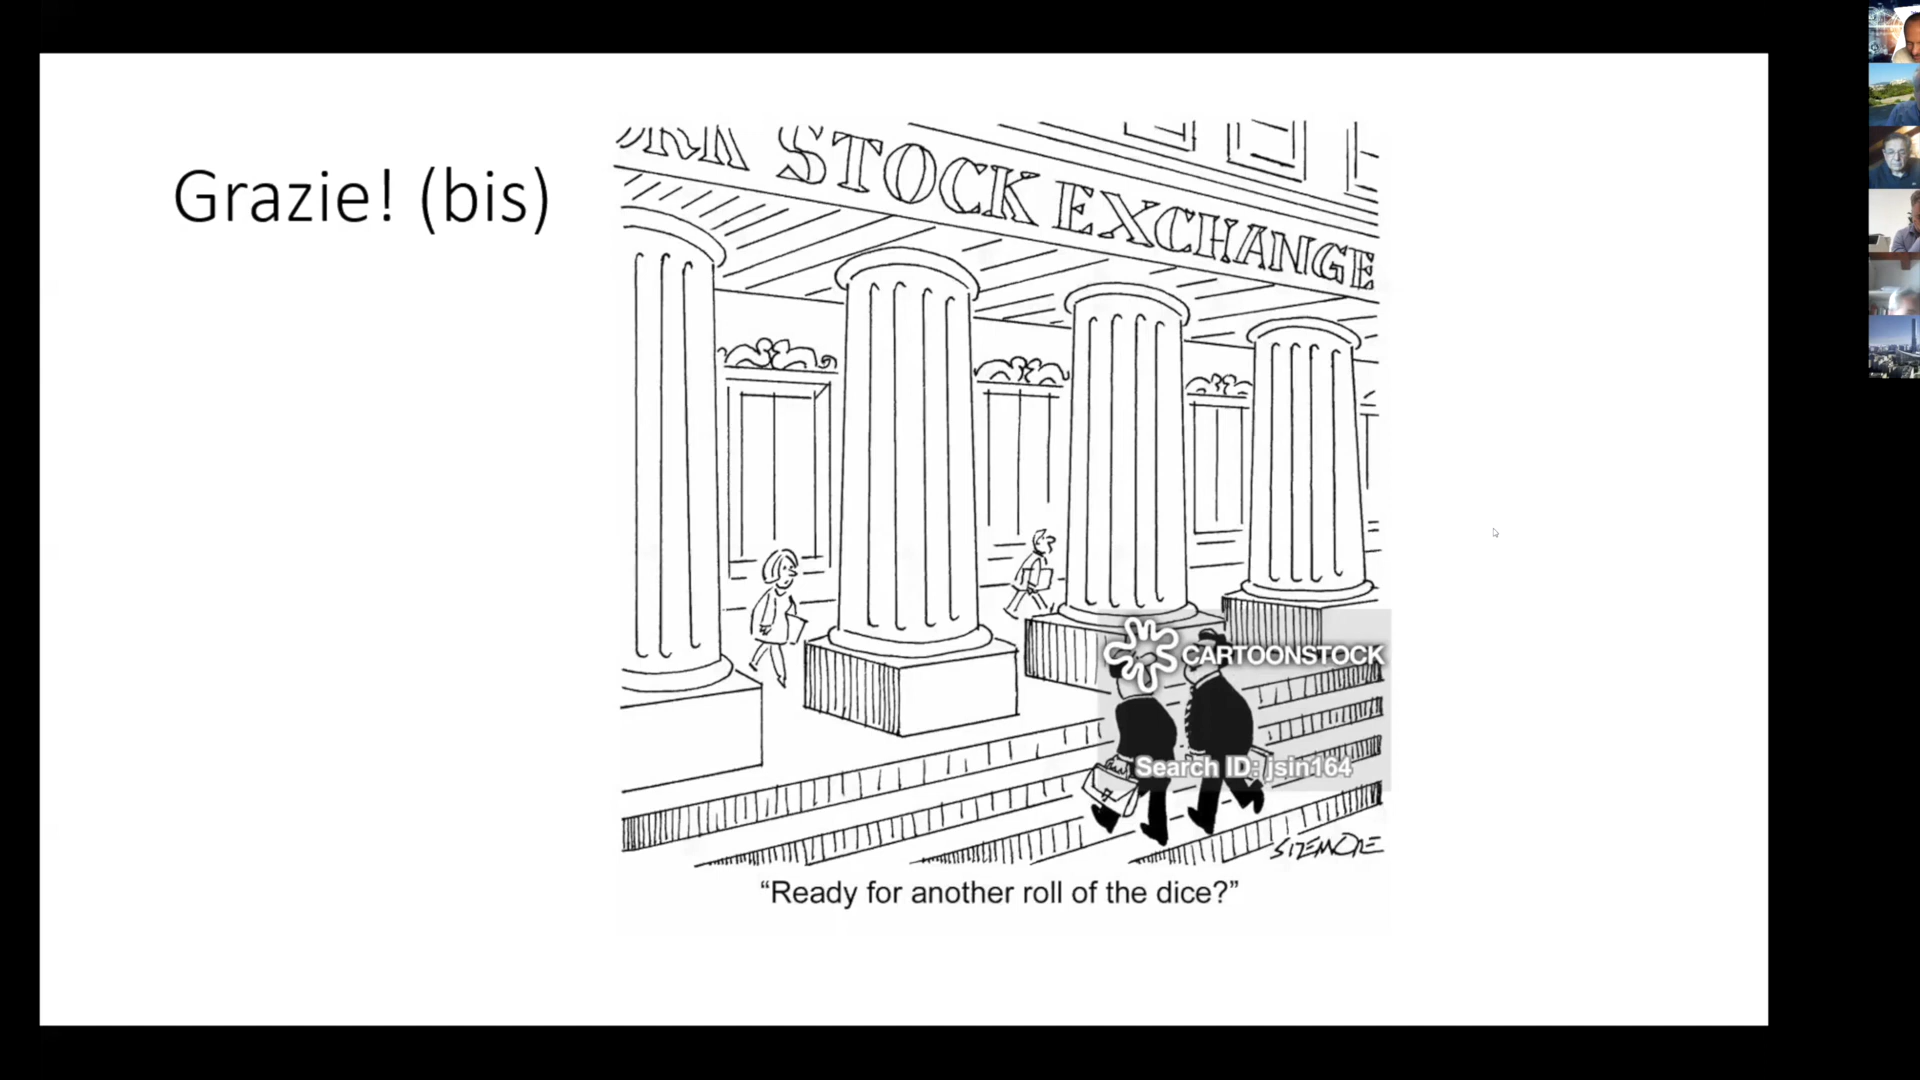 Grazie! (bis)
STOCK EXCHANGE
CARTOONSTOCK
Search ID: jsin164
SIZEMORE
“Ready for another roll of the dice?”